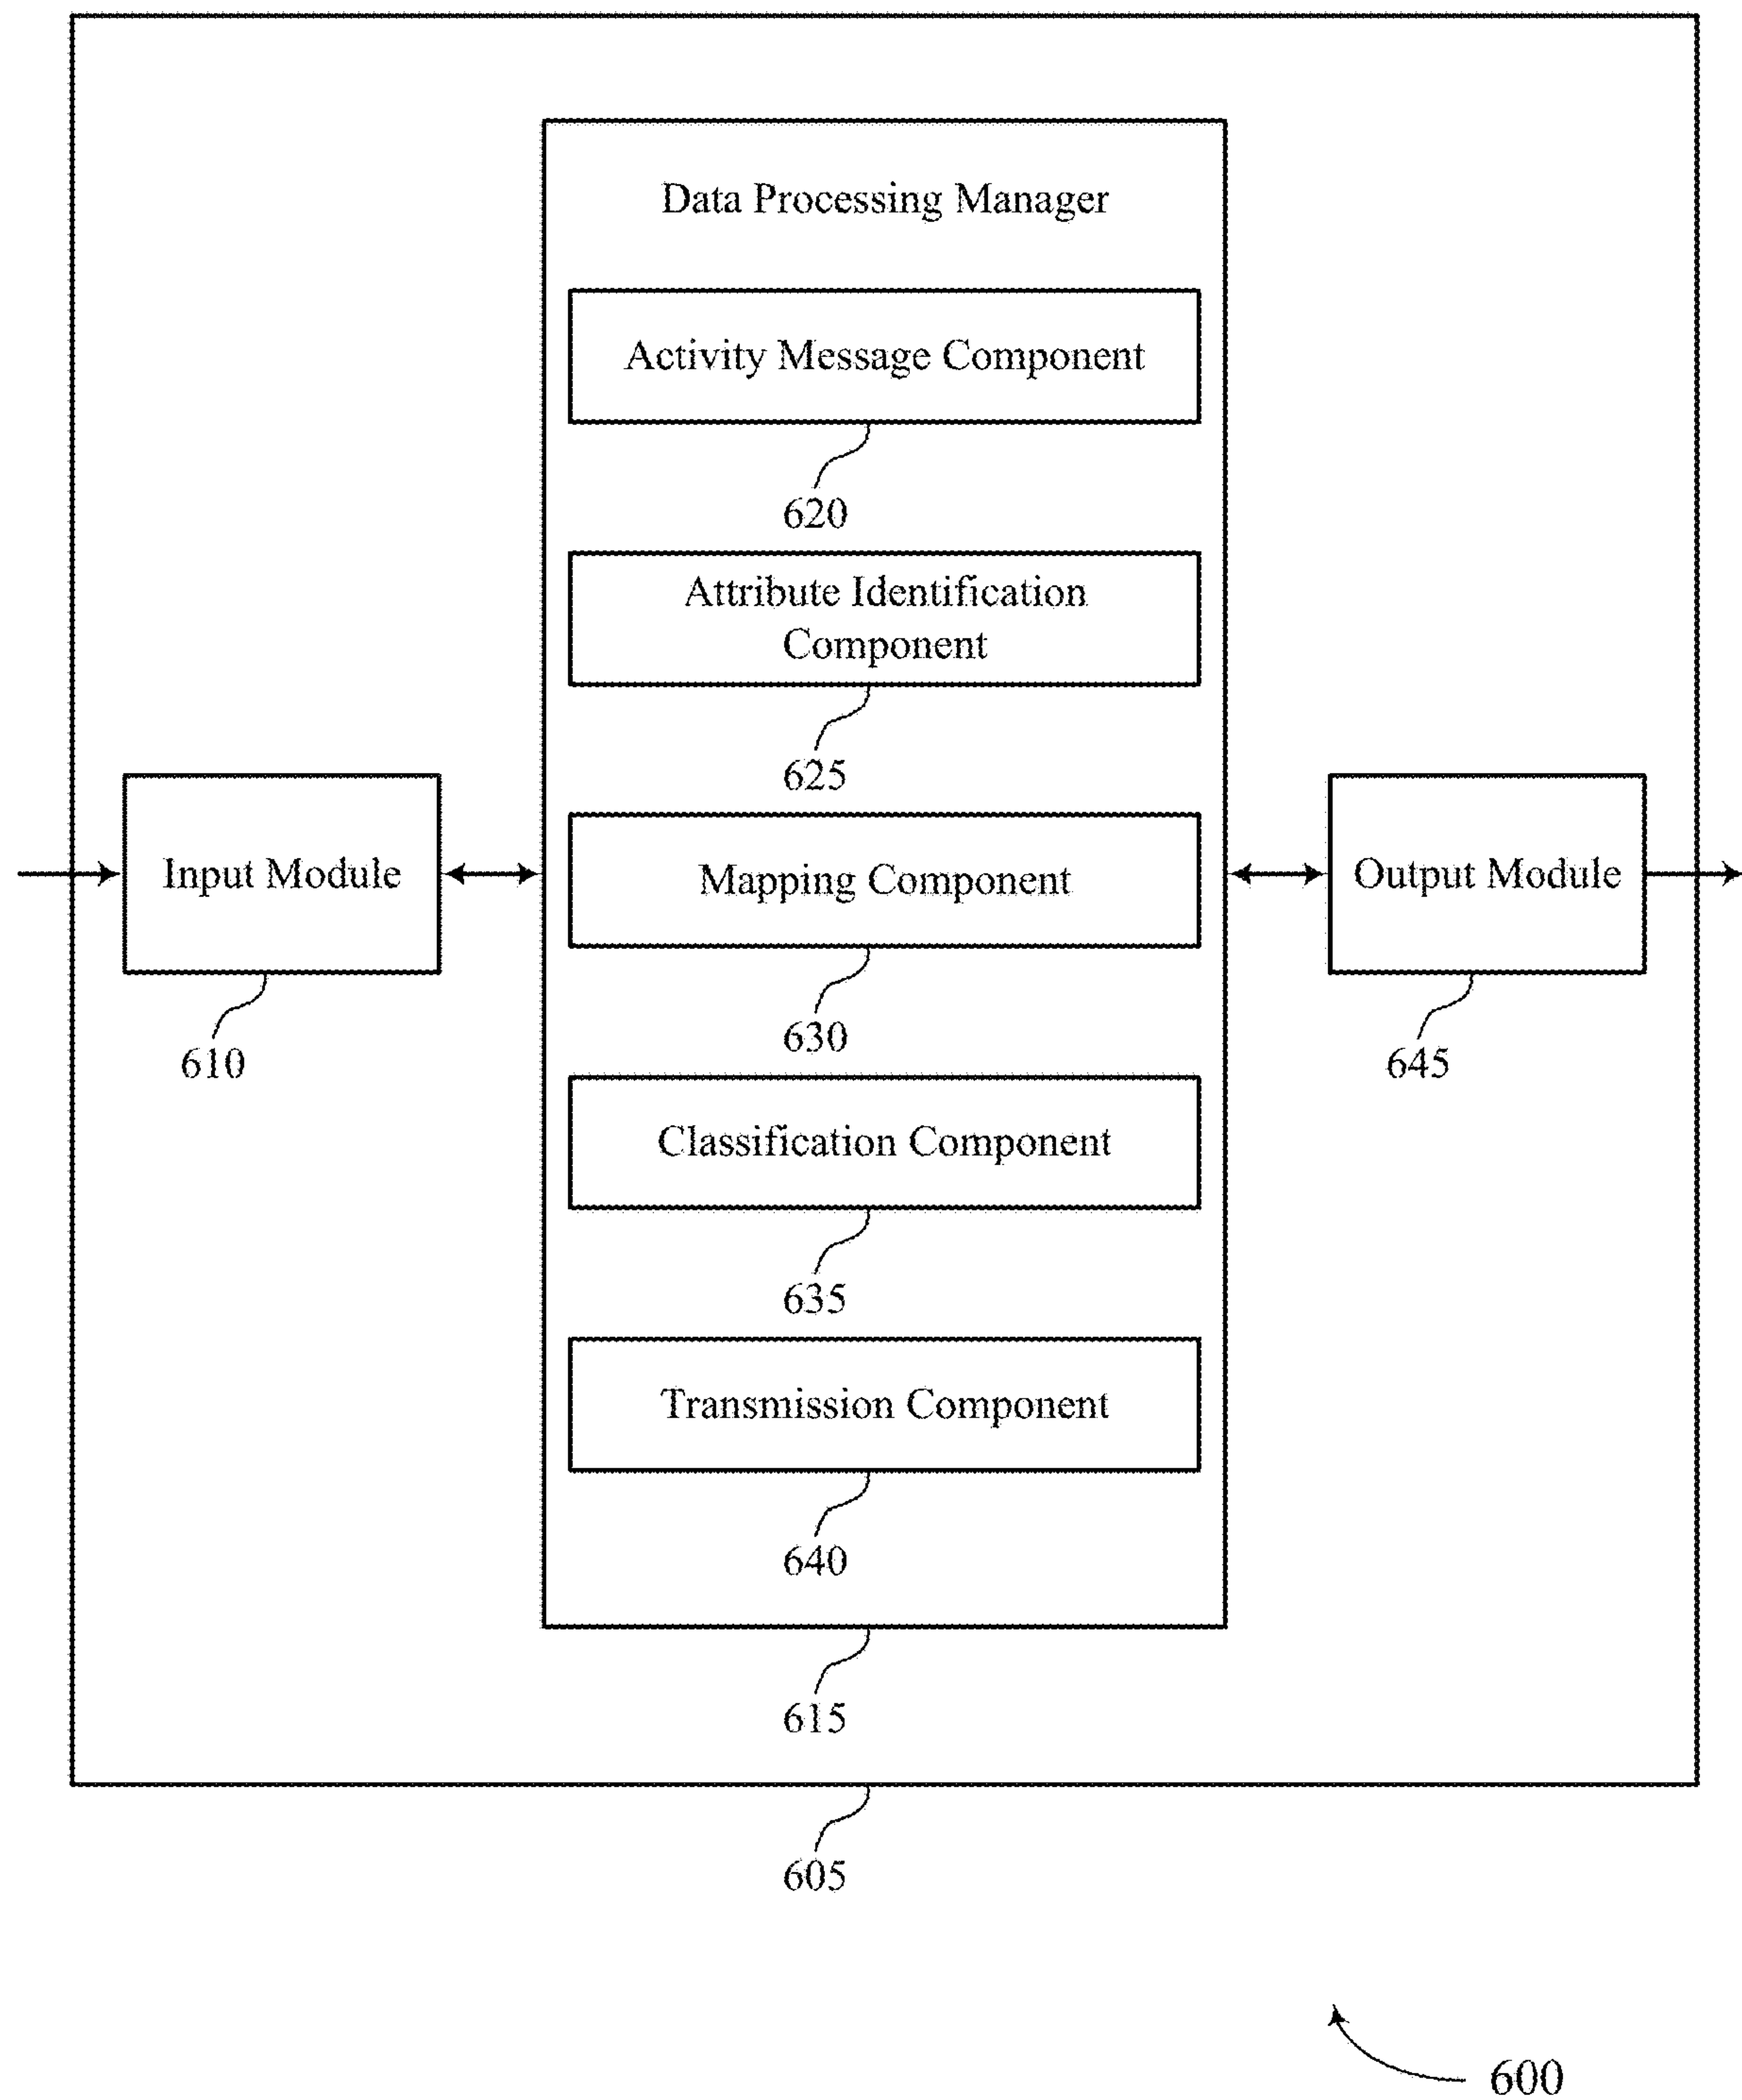 Data Processing Manager
Activity Message Component
620
Attribute Identification
Component
625
Input Module
610
Mapping Component
630
Output Module
645
Classification Component
635
Transmission Component
640
615
605
600